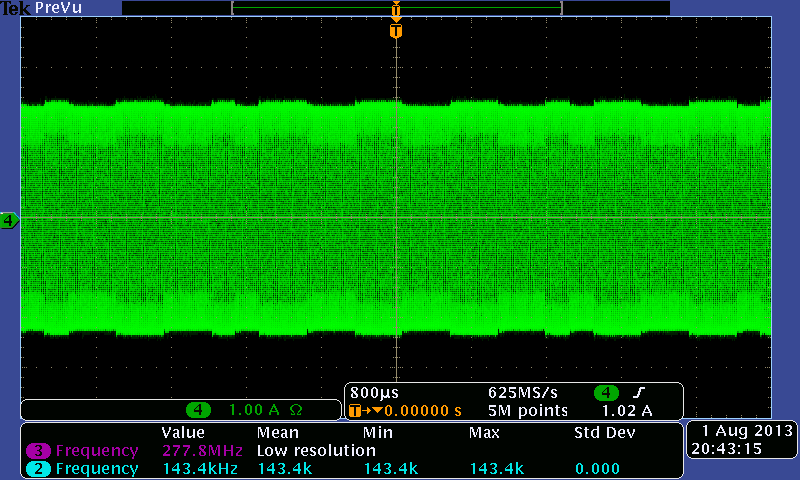 Tek PreVu
T
T
4
4 1.00 A Ω
800µs 625MS/s 4 ʃ
T→▼0.00000 s 5M points 1.02 A
Value Mean Min Max Std Dev
3 Frequency 277.8MHz Low resolution
2 Frequency 143.4kHz 143.4k 143.4k 143.4k 0.000
1 Aug 2013
20:43:15